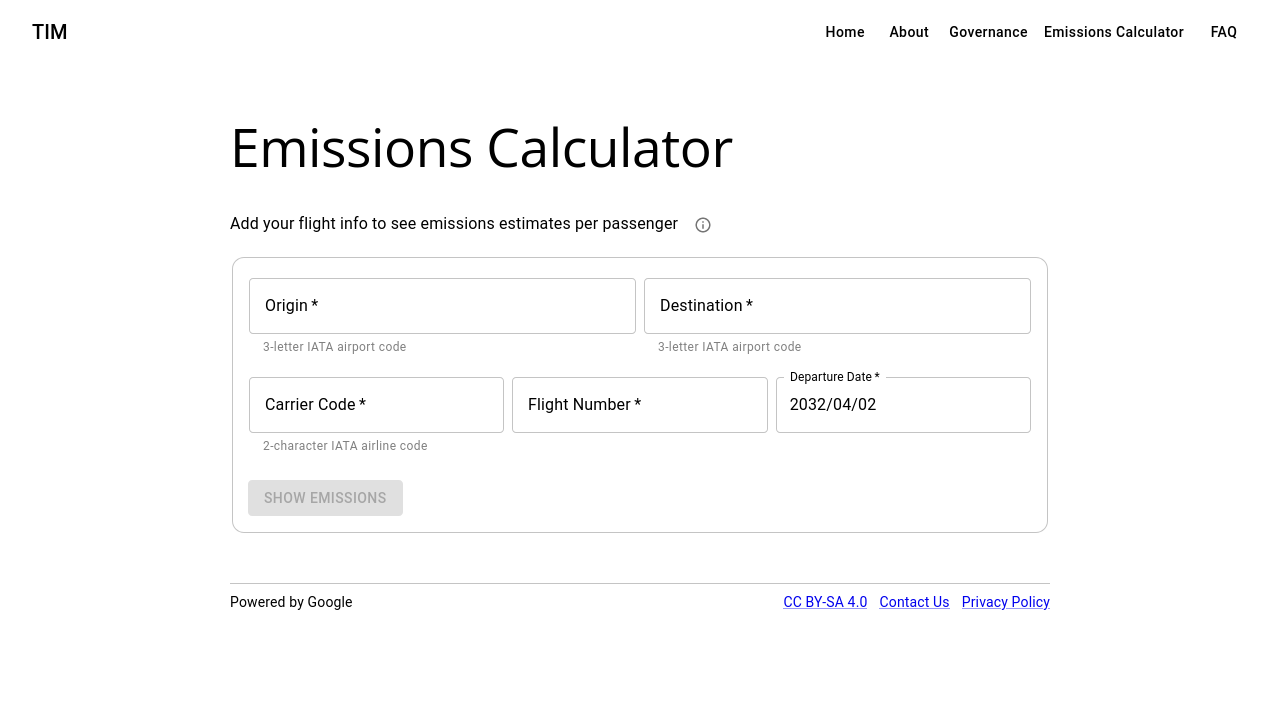 TIM
Home About Governance Emissions Calculator FAQ
Emissions Calculator
Add your flight info to see emissions estimates per passenger
Origin * Destination *
3-letter IATA airport code 3-letter IATA airport code
Departure Date *
Carrier Code * Flight Number * 2032/04/02
2-character IATA airline code
SHOW EMISSIONS
Powered by Google CC BY-SA 4.0 Contact Us Privacy Policy